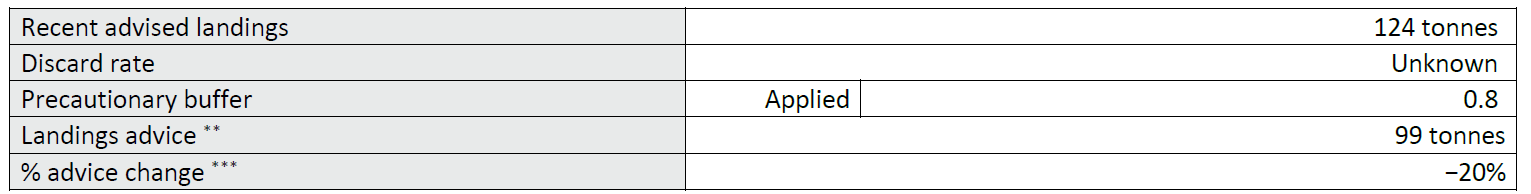 Recent advised landings 124 tonnes
Discard rate Unknown
Precautionary buffer Applied 0.8
Landings advice ** 99 tonnes
% advice change *** −20%